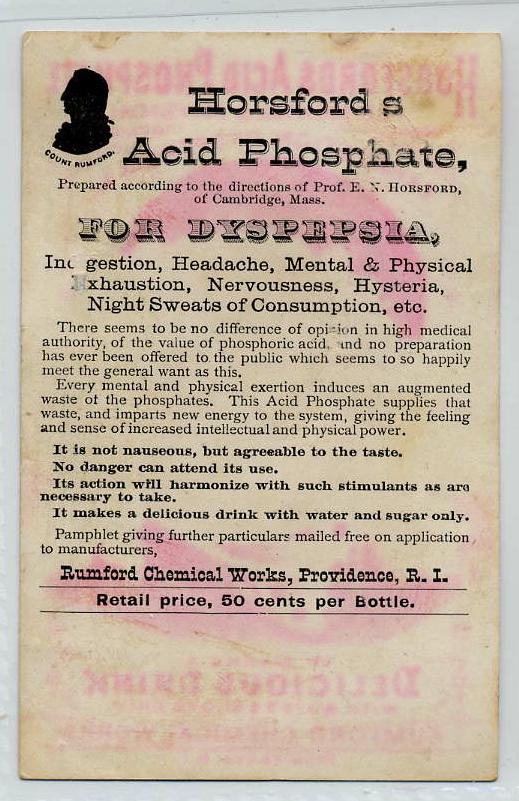 COUNT RUMFORD.
Horsford s
Acid Phosphate,
Prepared according to the directions of Prof. E. N. HORSFORD,
of Cambridge, Mass.
FOR DYSPEPSIA,
Inc gestion, Headache, Mental & Physical
Exhaustion, Nervousness, Hysteria,
Night Sweats of Consumption, etc.
There seems to be no difference of opinion in high medical
authority, of the value of phosphoric acid, and no preparation
has ever been offered to the public which seems to so happily
meet the general want as this.
Every mental and physical exertion induces an augmented
waste of the phosphates. This Acid Phosphate supplies that
waste, and imparts new energy to the system, giving the feeling
and sense of increased intellectual and physical power.
It is not nauseous, but agreeable to the taste.
No danger can attend its use.
Its action will harmonize with such stimulants as are
necessary to take.
It makes a delicious drink with water and sugar only.
Pamphlet giving further particulars mailed free on application
to manufacturers,
Rumford Chemical Works, Providence, R. I.
Retail price, 50 cents per Bottle.
DELICIOUS DRINK